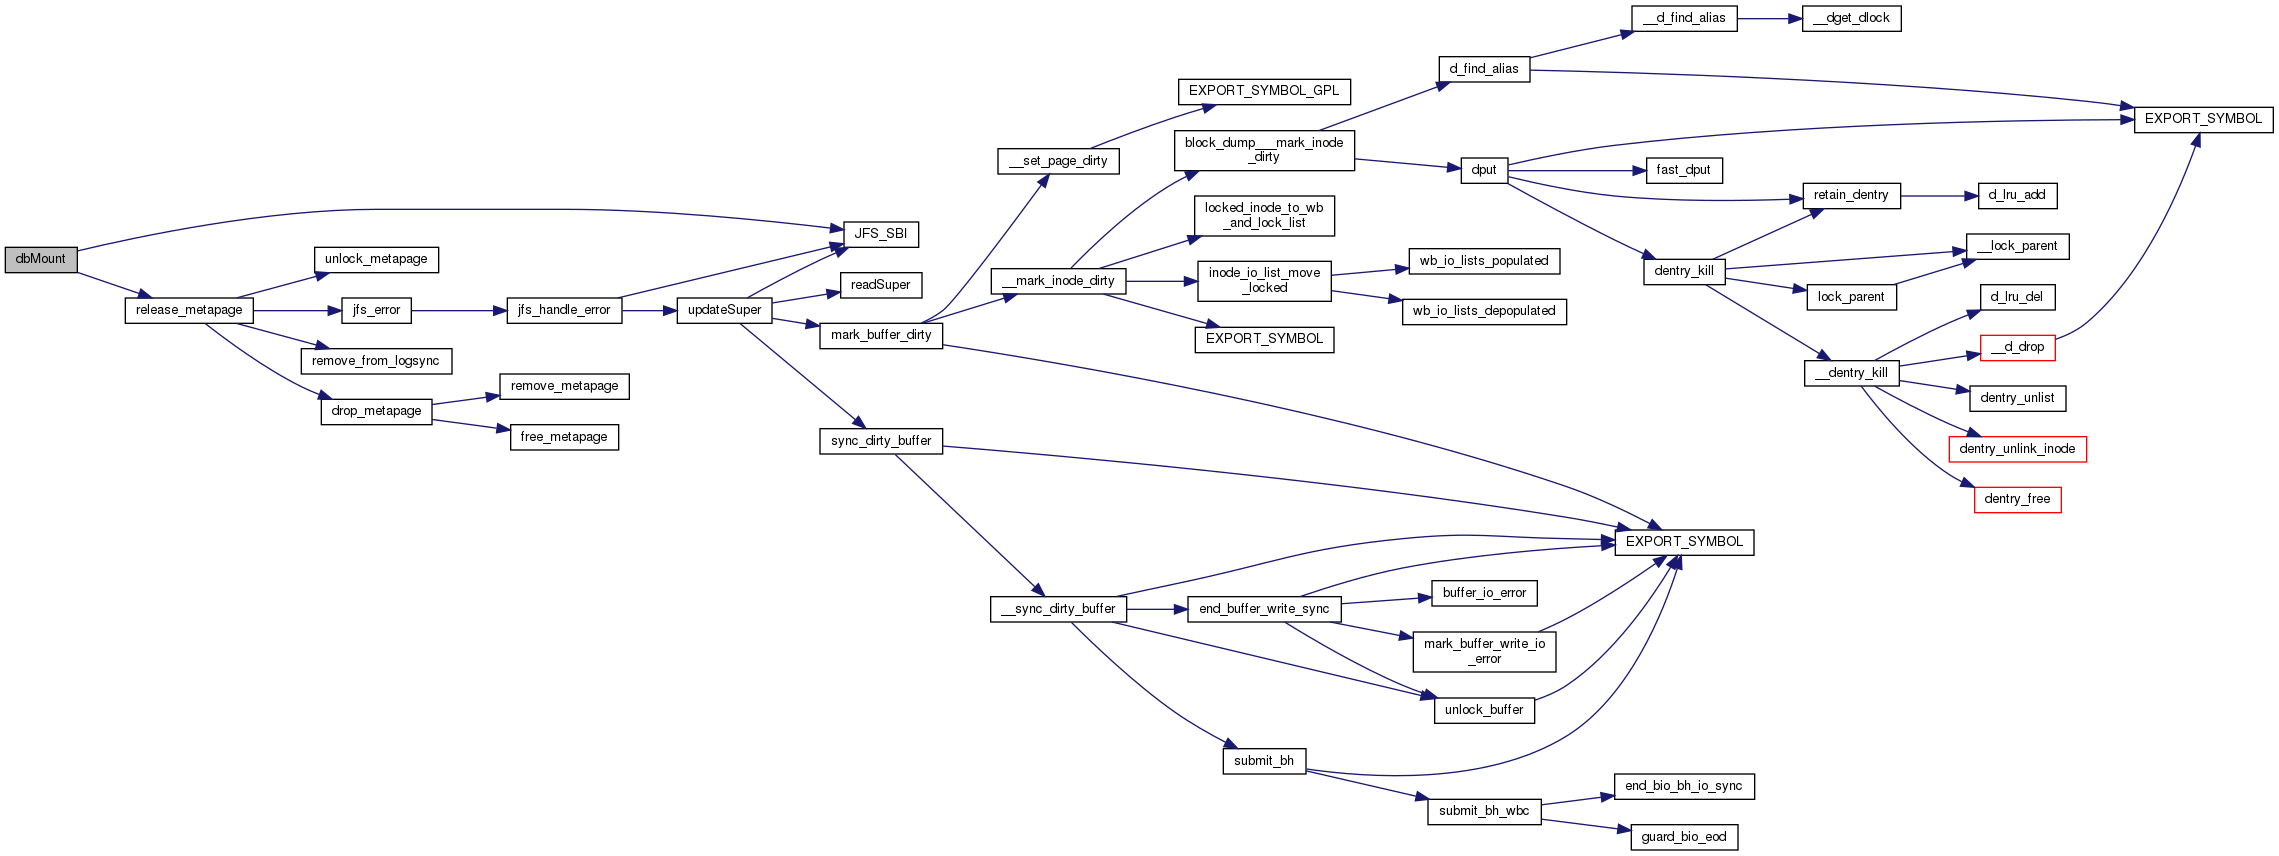 dbMount
release_metapage
unlock_metapage
jfs_error
remove_from_logsync
drop_metapage
remove_metapage
free_metapage
jfs_handle_error
updateSuper
JFS_SBI
readSuper
mark_buffer_dirty
sync_dirty_buffer
__set_page_dirty
__mark_inode_dirty
__sync_dirty_buffer
EXPORT_SYMBOL_GPL
block_dump___mark_inode
_dirty
locked_inode_to_wb
_and_lock_list
inode_io_list_move
_locked
EXPORT_SYMBOL
end_buffer_write_sync
submit_bh
d_find_alias
dput
wb_io_lists_populated
wb_io_lists_depopulated
buffer_io_error
mark_buffer_write_io
_error
unlock_buffer
submit_bh_wbc
__d_find_alias
fast_dput
dentry_kill
EXPORT_SYMBOL
end_bio_bh_io_sync
guard_bio_eod
__dget_dlock
retain_dentry
lock_parent
__dentry_kill
d_lru_add
__lock_parent
d_lru_del
__d_drop
dentry_unlist
dentry_unlink_inode
dentry_free
EXPORT_SYMBOL